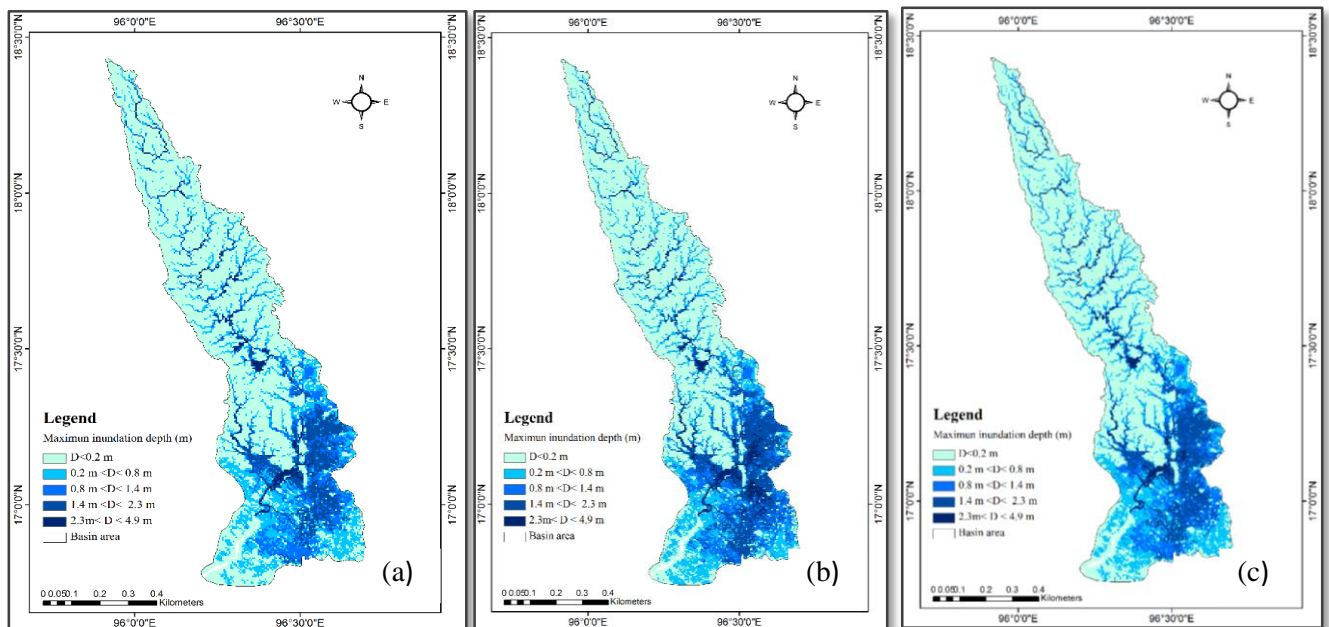 96°0'0"E 96°30'0"E
18°30'0"N
18°0'0"N
17°30'0"N
17°0'0"N
N
W E
S
Legend
Maximun inundation depth (m)
D<0.2 m
0.2 m <D< 0.8 m
0.8 m <D< 1.4 m
1.4 m <D< 2.3 m
2.3m< D < 4.9 m
Basin area
0 0.050.1 0.2 0.3 0.4
Kilometers
(a)
96°0'0"E 96°30'0"E
96°0'0"E 96°30'0"E
18°30'0"N
18°0'0"N
17°30'0"N
17°0'0"N
N
W E
S
Legend
Maximun inundation depth (m)
D<0.2 m
0.2 m <D< 0.8 m
0.8 m <D< 1.4 m
1.4 m <D< 2.3 m
2.3m< D < 4.9 m
Basin area
0 0.050.1 0.2 0.3 0.4
Kilometers
(b)
96°0'0"E 96°30'0"E
96°0'0"E 96°30'0"E
18°30'0"N
18°0'0"N
17°30'0"N
17°0'0"N
N
W E
S
Legend
Maximun inundation depth (m)
D<0.2 m
0.2 m <D< 0.8 m
0.8 m <D< 1.4 m
1.4 m <D< 2.3 m
2.3m< D < 4.9 m
Basin area
0 0.050.1 0.2 0.3 0.4
Kilometers
(c)
96°0'0"E 96°30'0"E